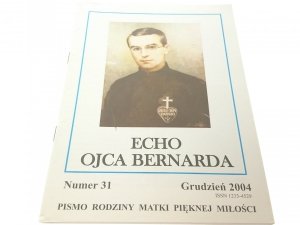 ECHO
OJCA BERNARDA
Numer 31 Grudzień 2004
PISMO RODZINY MATKI PIĘKNEJ MIŁOŚCI